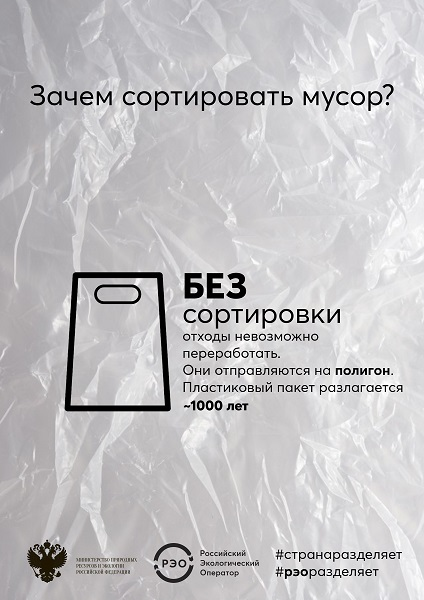 Зачем сортировать мусор?
БЕЗ
сортировки
отходы невозможно
переработать.
Они отправляются на полигон.
Пластиковый пакет разлагается
~1000 лет
МИНИСТЕРСТВО ПРИРОДНЫХ
РЕСУРСОВ И ЭКОЛОГИИ
РОССИЙСКОЙ ФЕДЕРАЦИИ
РЭО
Российский
Экологический
Оператор
#странаразделяет
#рэоразделяет